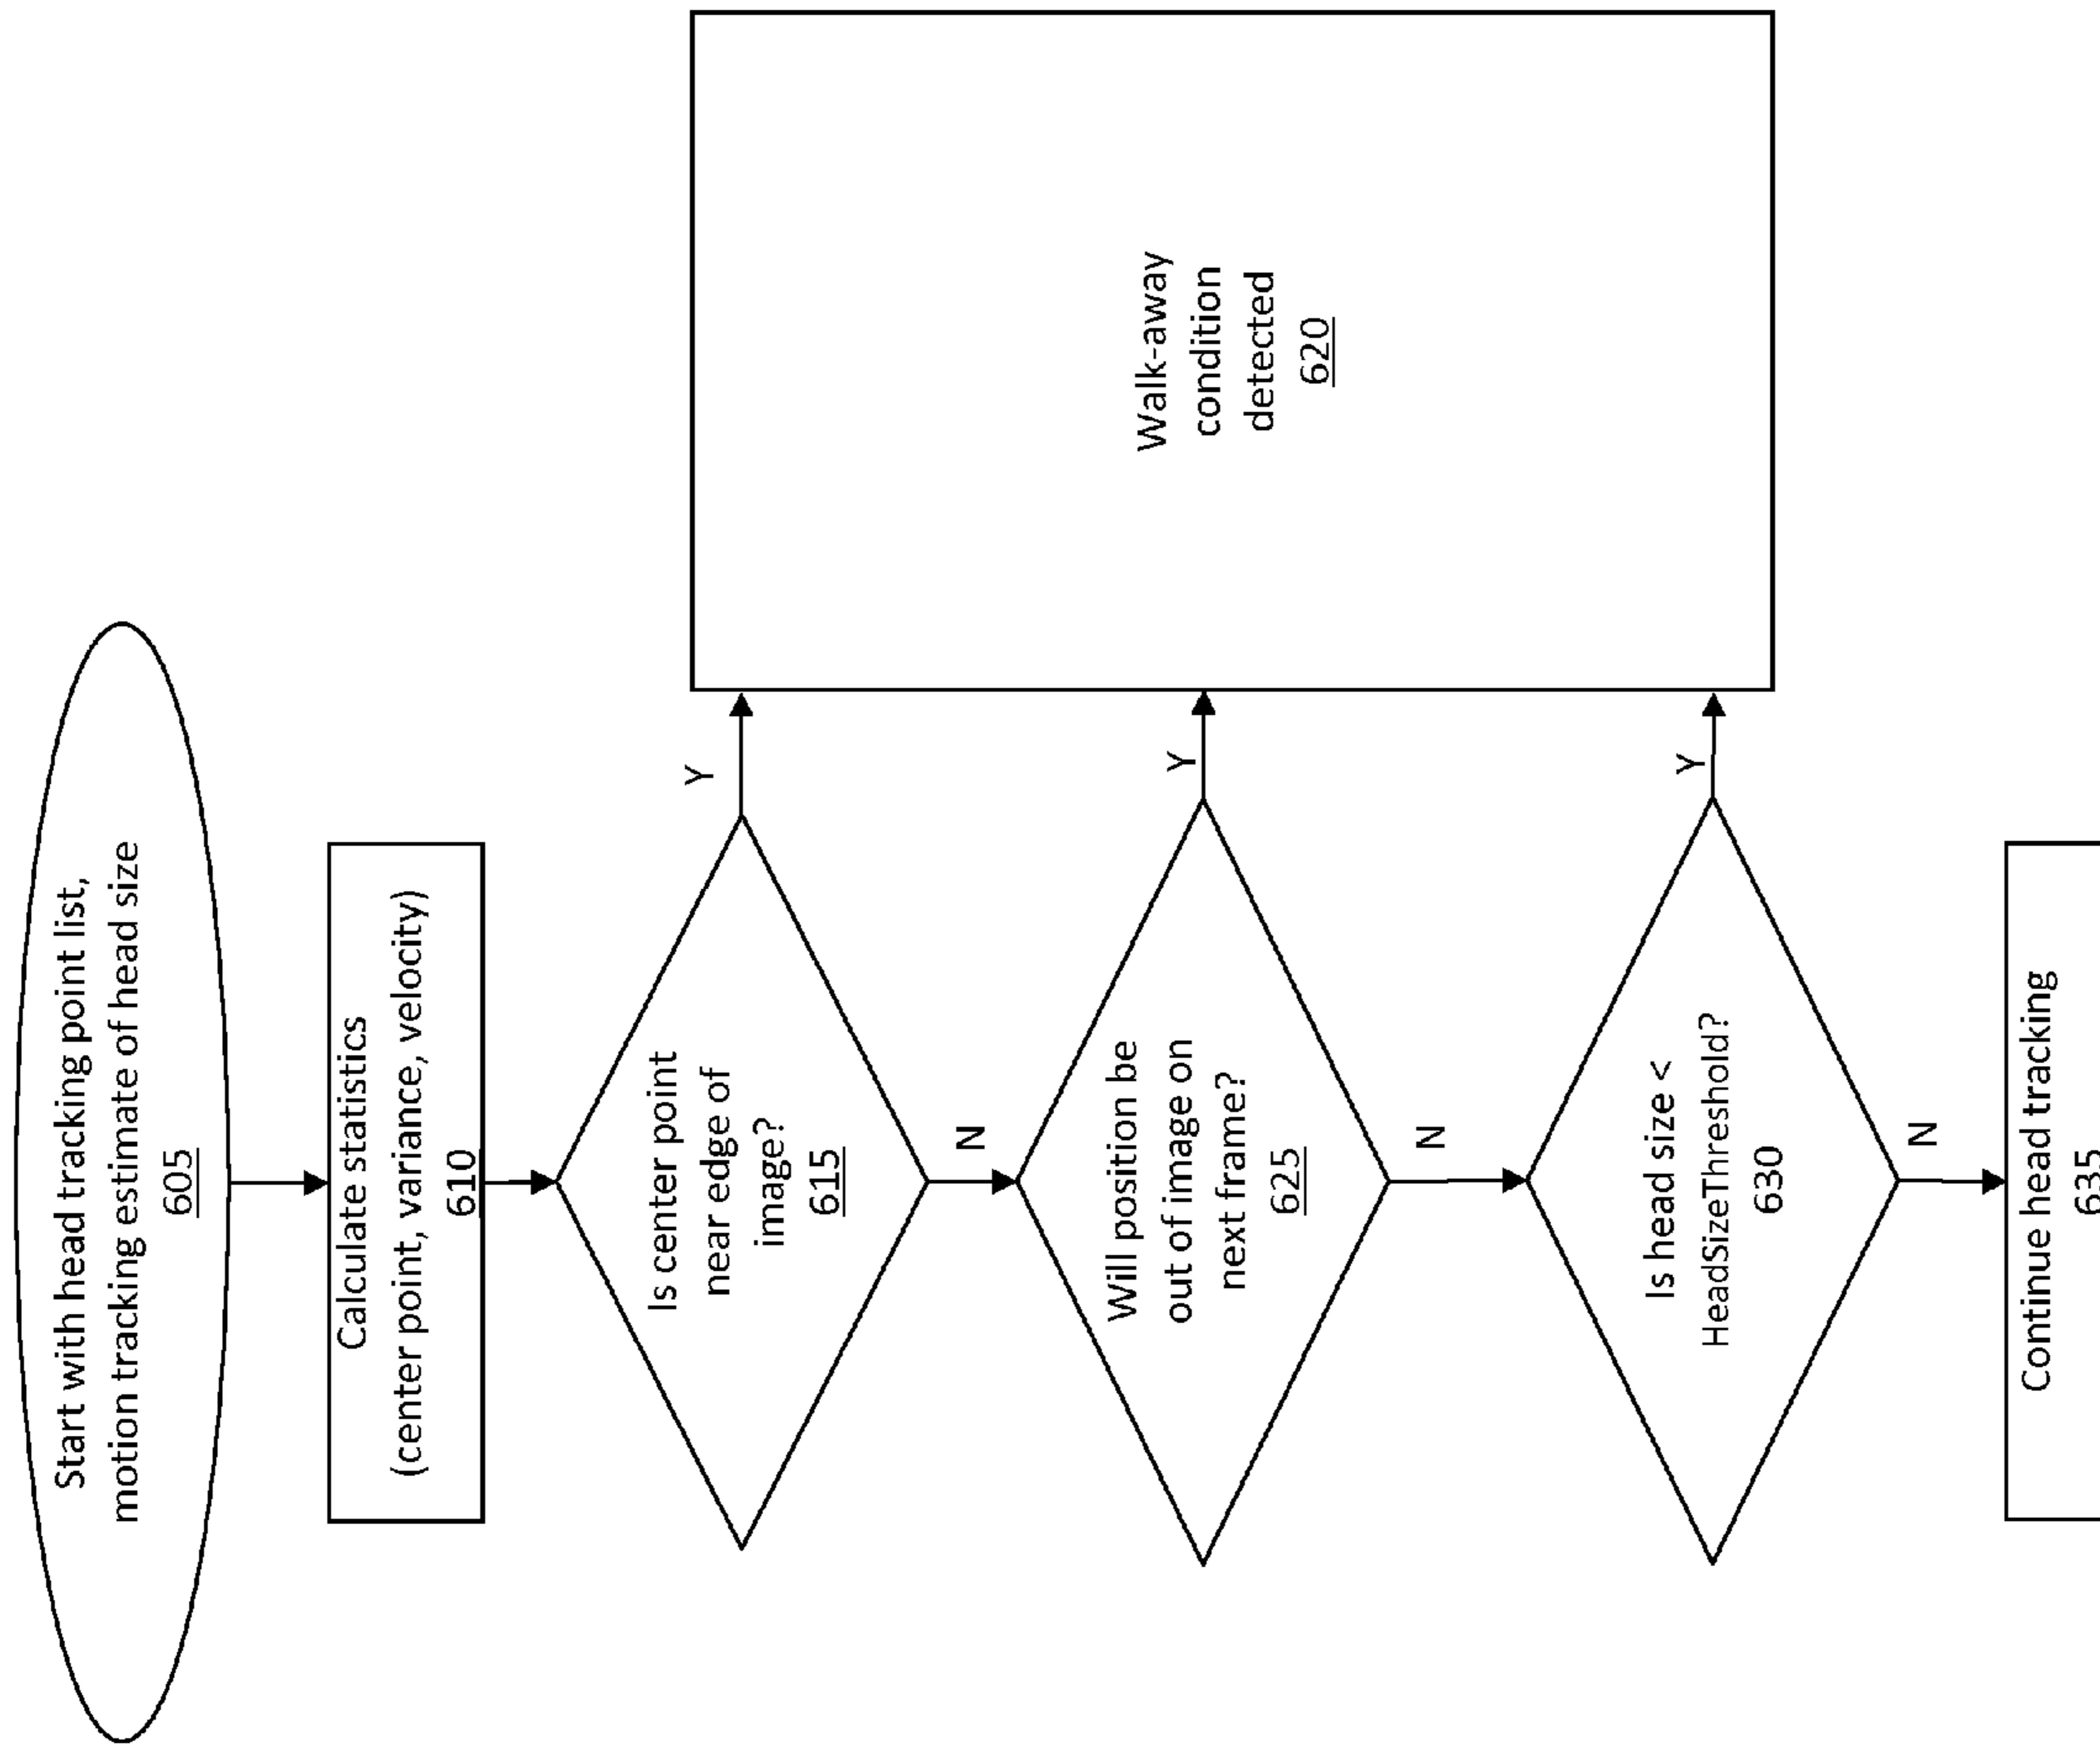 Start with head tracking point list,
motion tracking estimate of head size
605
Calculate statistics
(center point, variance, velocity)
610
Is center point
near edge of
image?
615
Y
N
Walk-away
condition
detected
620
Will position be
out of image on
next frame?
625
Y
N
Is head size <
HeadSizeThreshold?
630
Y
N
Continue head tracking
635